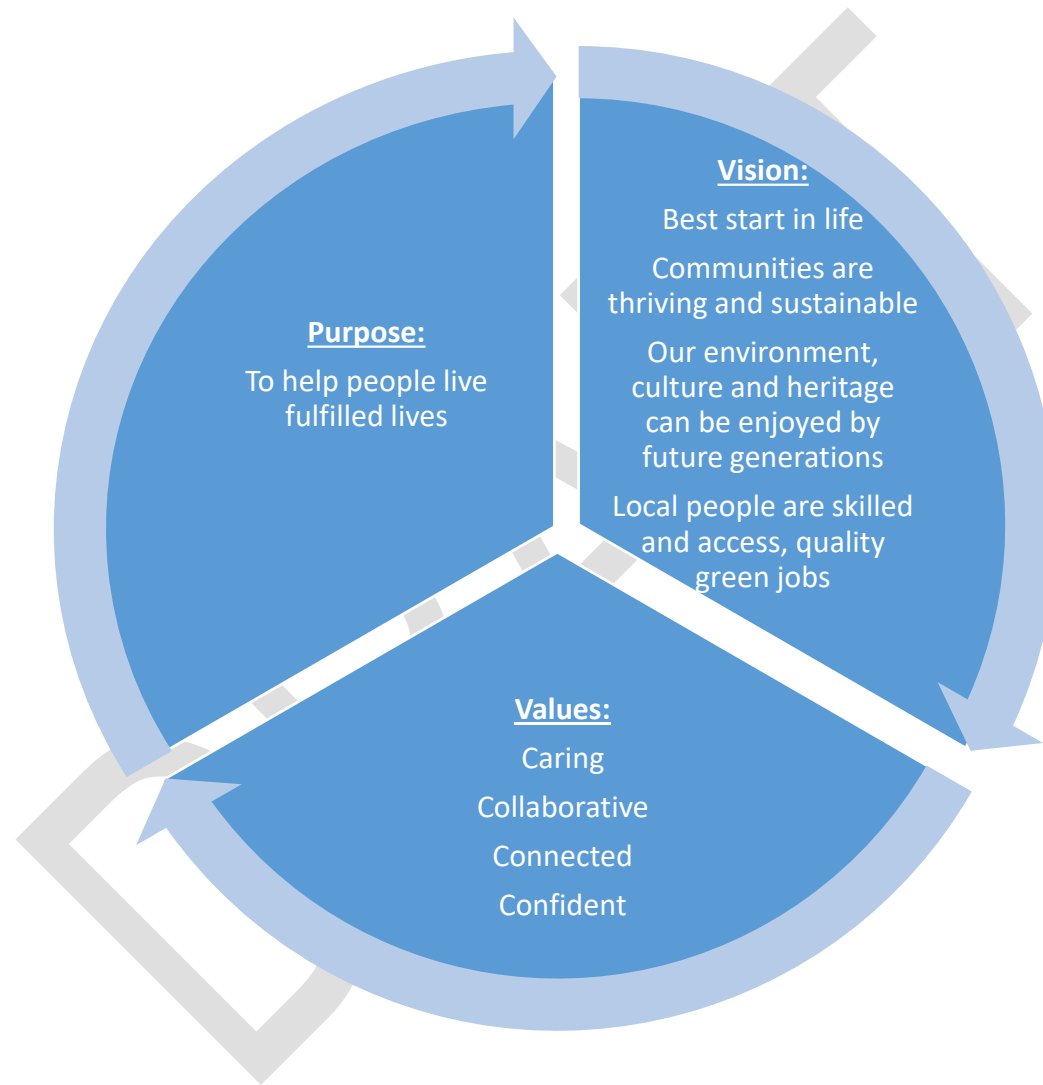 Vision:
Best start in life
Communities are
thriving and sustainable
Our environment,
culture and heritage
can be enjoyed by
future generations
Local people are skilled
and access, quality
green jobs
Values:
Caring
Collaborative
Connected
Confident
Purpose:
To help people live
fulfilled lives